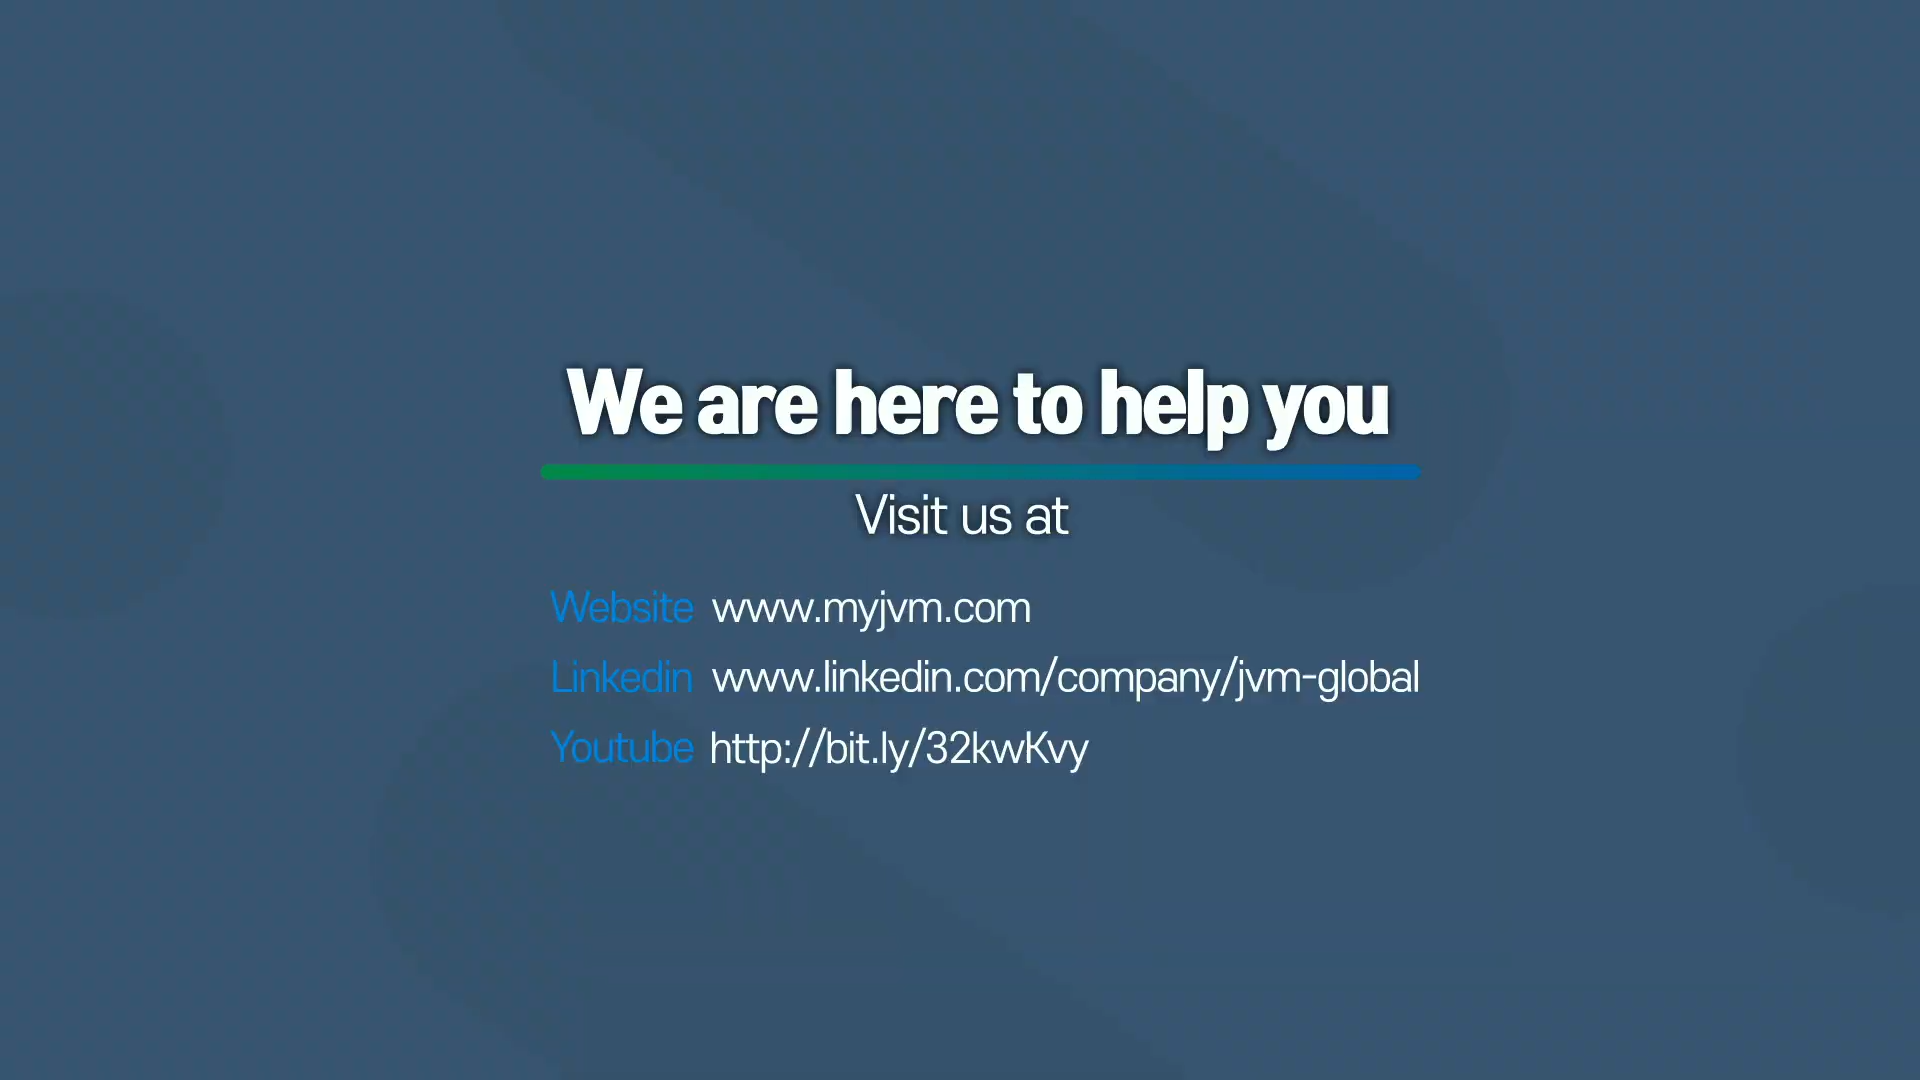 We are here to help you
Visit us at
Website www.myjvm.com
Linkedin www.linkedin.com/company/jvm-global
Youtube http://bit.ly/32kwKvy